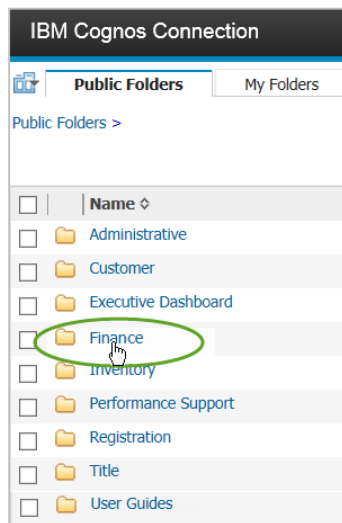 IBM Cognos Connection
Public Folders My Folders
Public Folders >
Name
Administrative
Customer
Executive Dashboard
Finance
Inventory
Performance Support
Registration
Title
User Guides